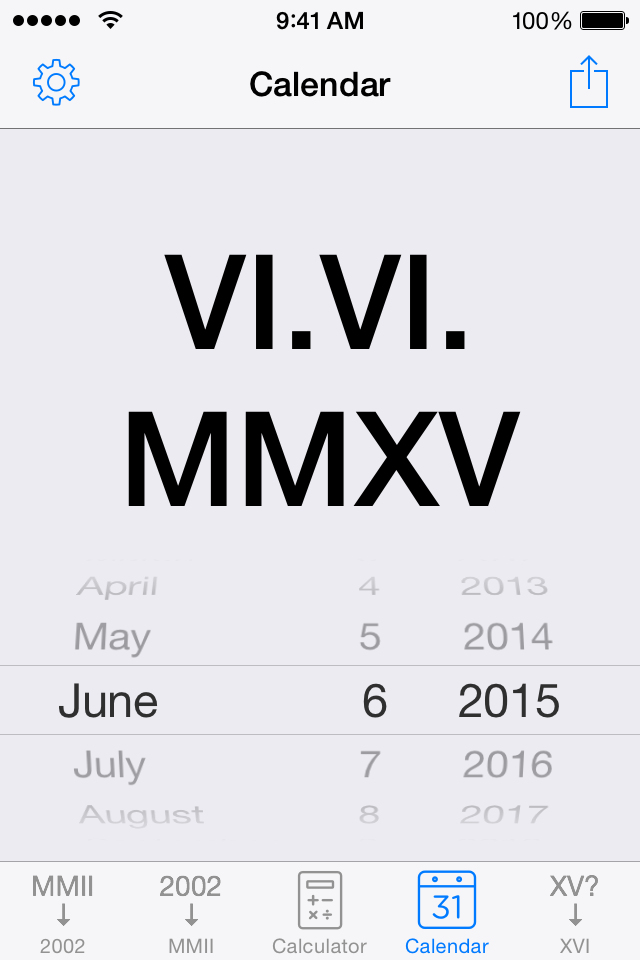 9:41 AM 100%
Calendar
VI.VI.
MMXV
April 4 2013
May 5 2014
June 6 2015
July 7 2016
August 8 2017
MMII 2002 31 XV?
2002 MMII Calculator Calendar XVI